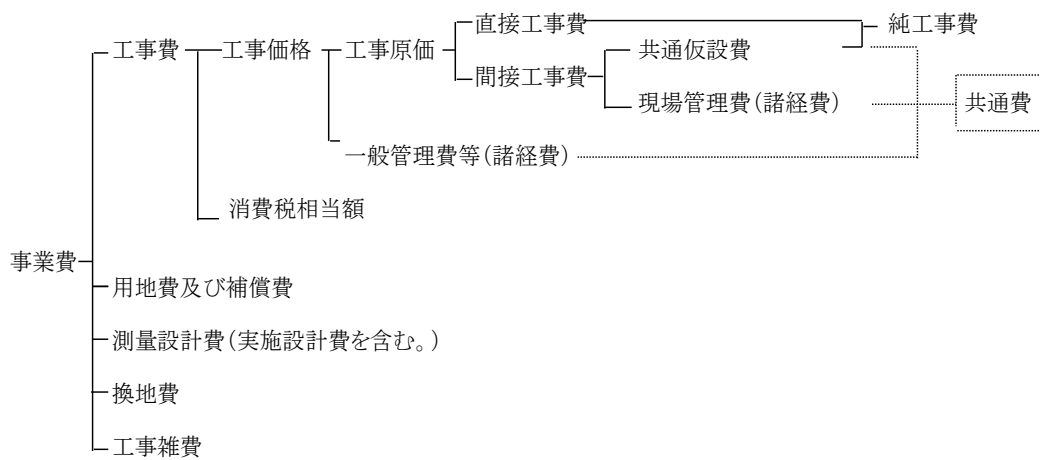 直接工事費
純工事費
工事費
工事価格
工事原価
共通仮設費
間接工事費
現場管理費(諸経費)
共通費
一般管理費等(諸経費)
消費税相当額
事業費
用地費及び補償費
測量設計費(実施設計費を含む。)
換地費
工事雑費